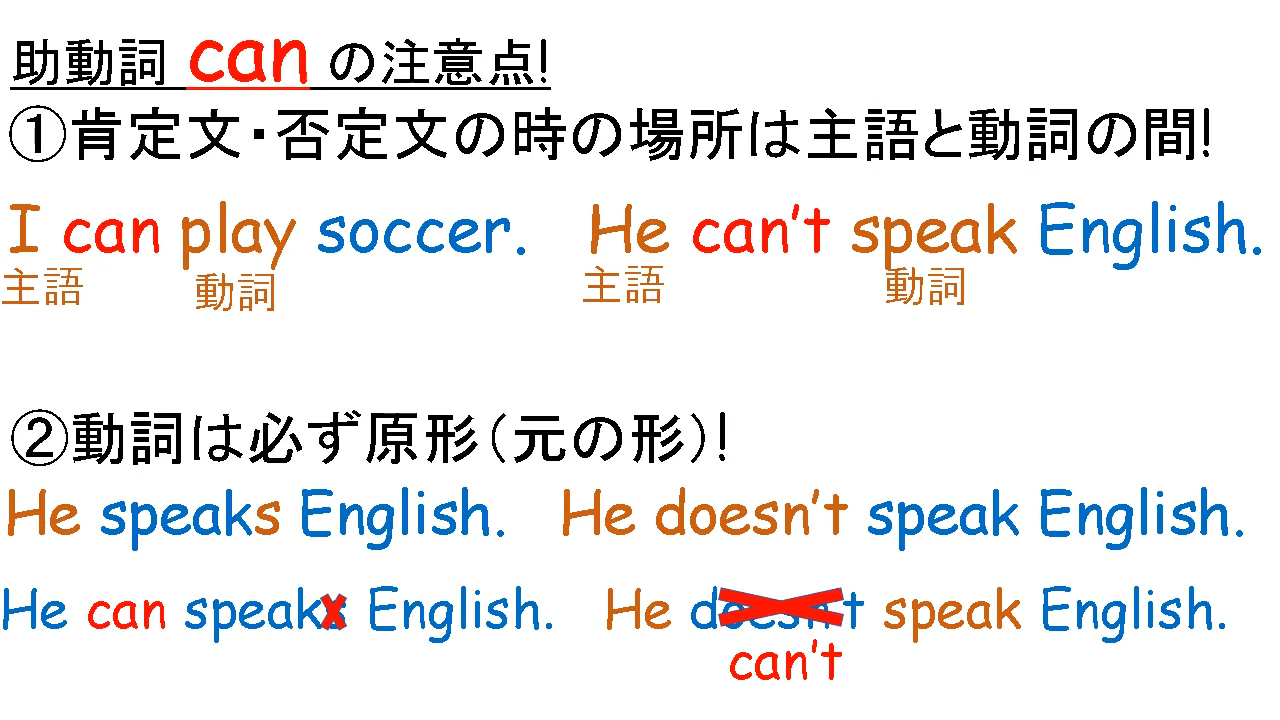 助動詞 can の注意点!
①肯定文・否定文の時の場所は主語と動詞の間!
I can play soccer. He can't speak English.
主語 動詞 主語 動詞
②動詞は必ず原形(元の形)!
He speaks English. He doesn't speak English.
He can speaks English. He doesn't speak English.
can't